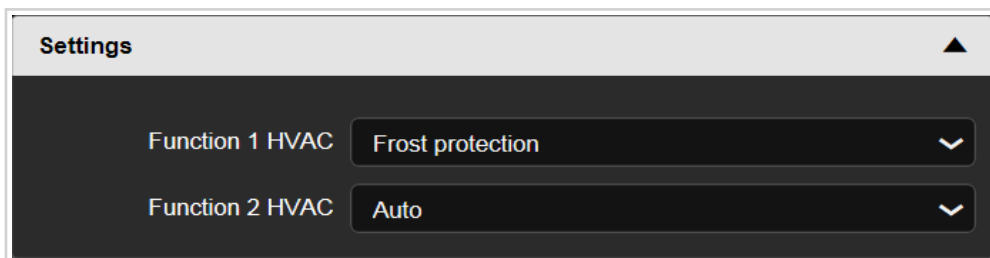 Settings
Function 1 HVAC Frost protection
Function 2 HVAC Auto